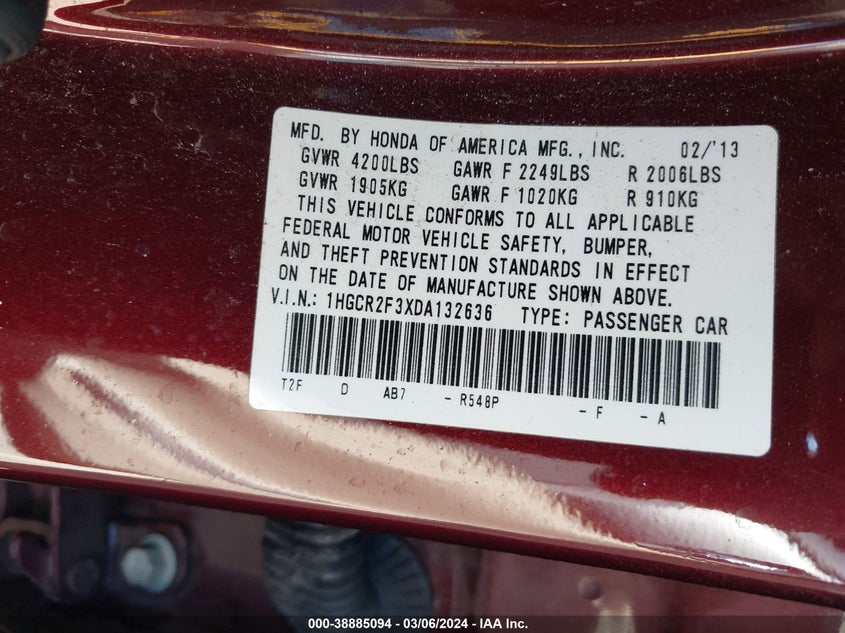 MFD. BY HONDA OF AMERICA MFG., INC. 02/'13
GVWR 4200LBS GAWR F 2249LBS R 2006LBS
GVWR 1905KG GAWR F 1020KG R 910KG
THIS VEHICLE CONFORMS TO ALL APPLICABLE
FEDERAL MOTOR VEHICLE SAFETY, BUMPER,
AND THEFT PREVENTION STANDARDS IN EFFECT
ON THE DATE OF MANUFACTURE SHOWN ABOVE.
V.I.N.: 1HGCR2F3XDA132636 TYPE: PASSENGER CAR
T2F D AB7 - R548P - F - A
000-38885094 - 03/06/2024 - IAA Inc.